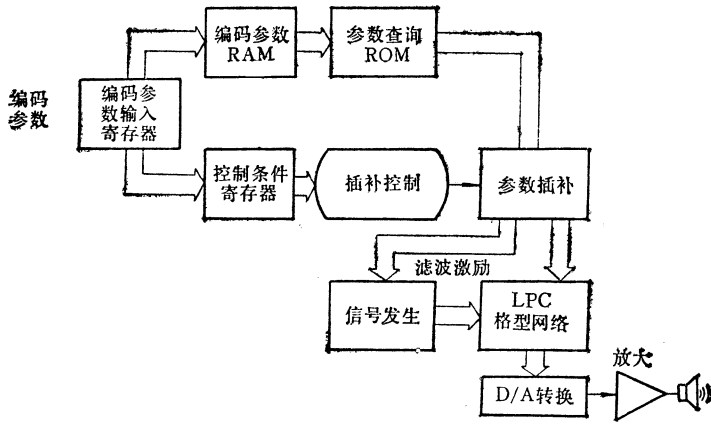 编码参数
RAM
参数查询
ROM
编码
参数
编码参
数输入
寄存器
控制条件
寄存器
插补控制
参数插补
滤波激励
信号发生
LPC
格型网络
D/A转换
放大